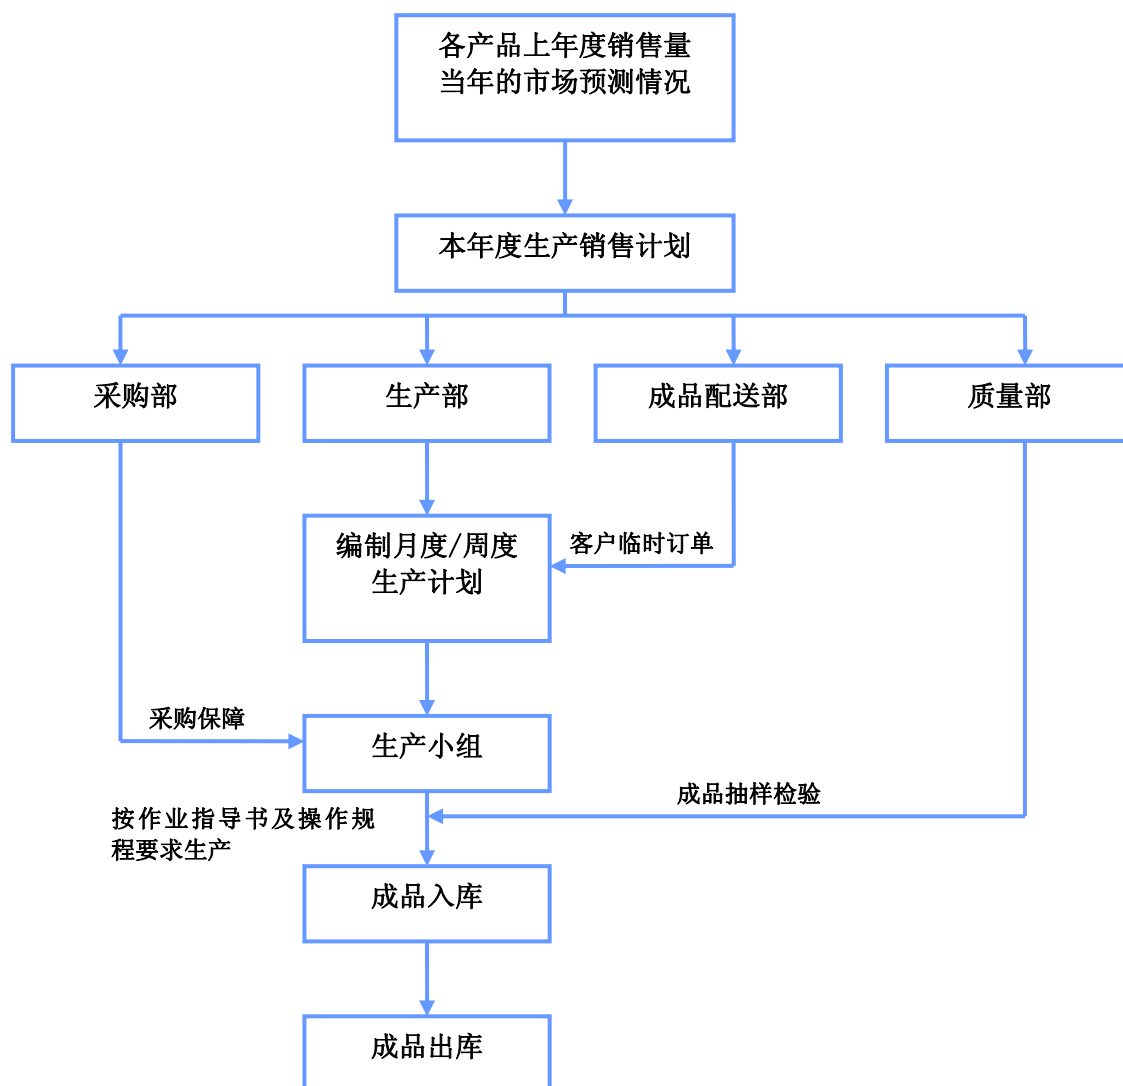 各产品上年度销售量
当年的市场预测情况
本年度生产销售计划
采购部
生产部
成品配送部
质量部
编制月度/周度
生产计划
客户临时订单
采购保障
生产小组
成品抽样检验
按作业指导书及操作规
程要求生产
成品入库
成品出库